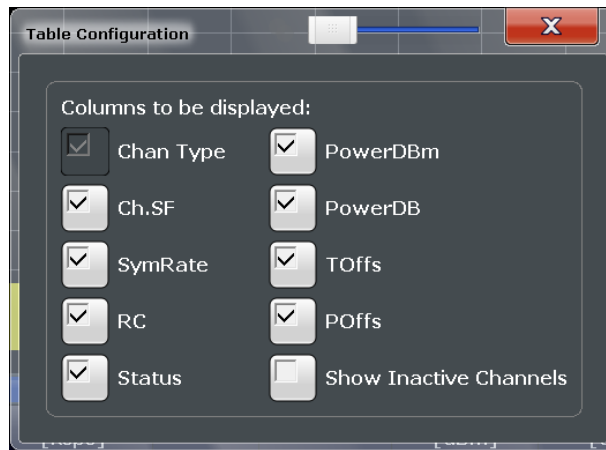 Table Configuration
X
Columns to be displayed:
Chan Type
PowerDBm
Ch.SF
PowerDB
SymRate
TOffs
RC
POffs
Status
Show Inactive Channels